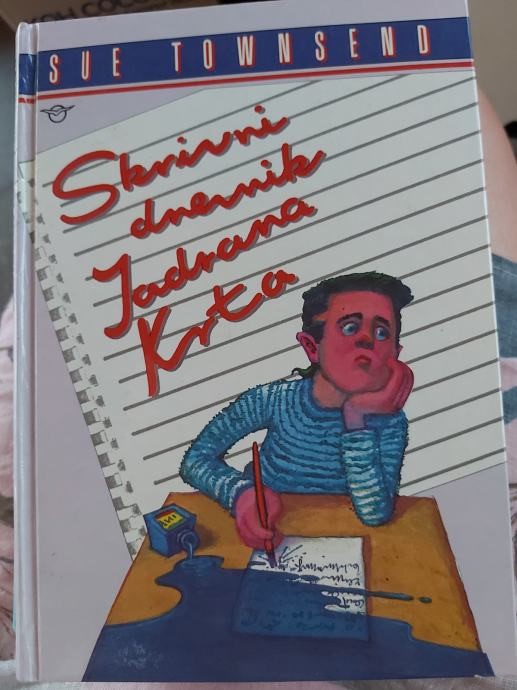 SUE TOWNSEND
Skrivni
dnevnik
Jadrana
Krta